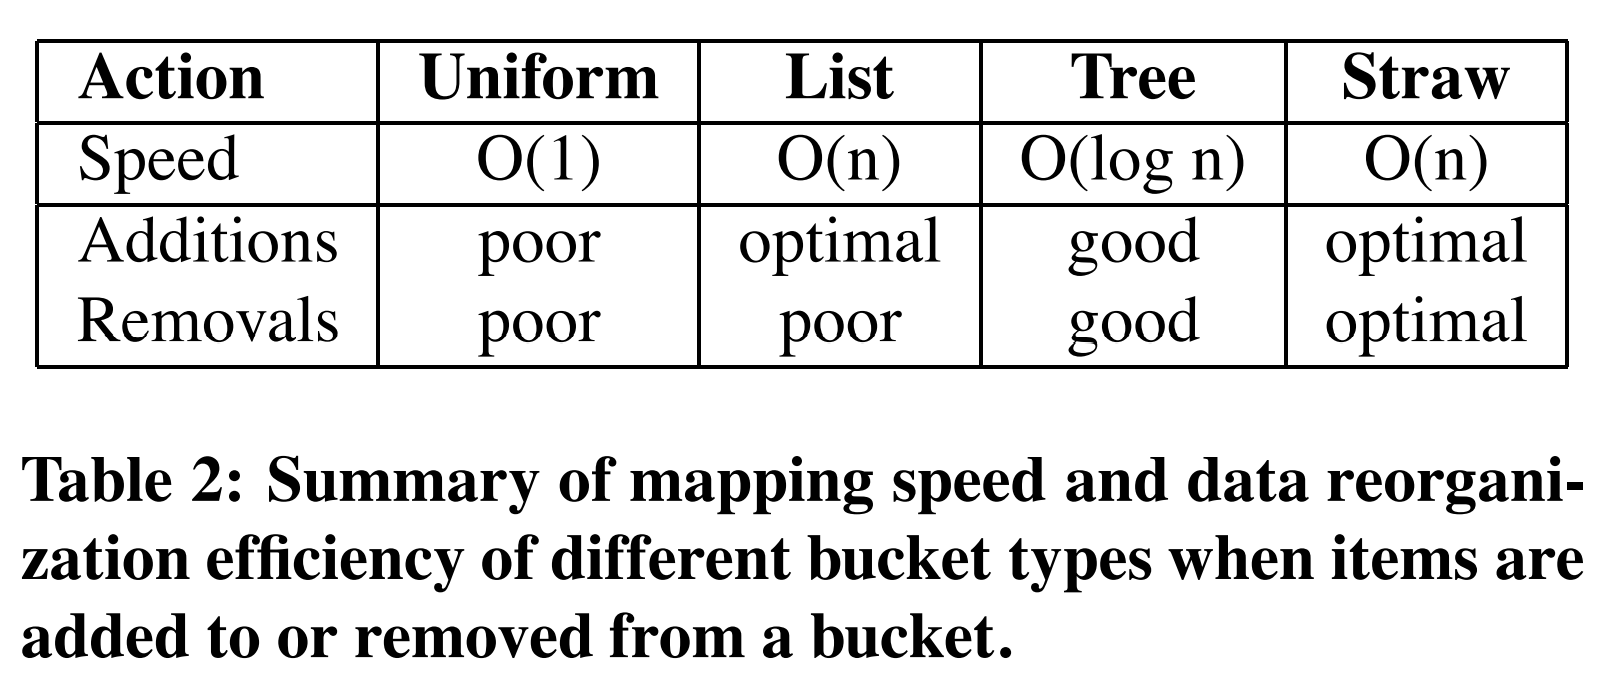 Action Uniform List Tree Straw
Speed O(1) O(n) O(log n) O(n)
Additions poor optimal good optimal
Removals poor poor good optimal
Table 2: Summary of mapping speed and data reorgani-
zation efficiency of different bucket types when items are
added to or removed from a bucket.